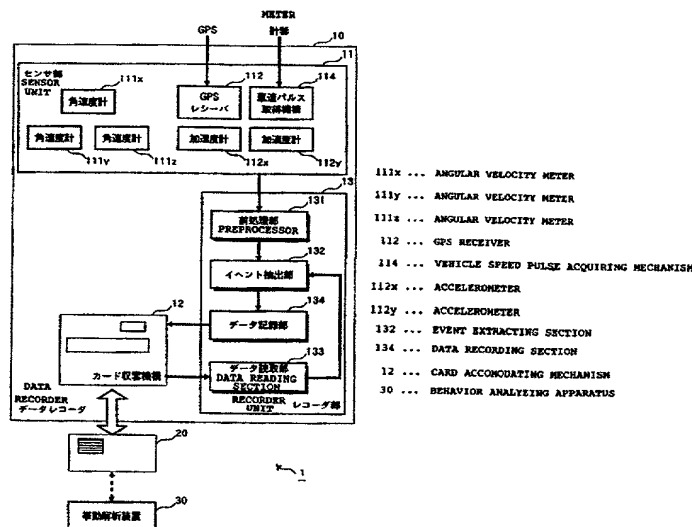 METER
GPS
計部
10
11
センサ部
SENSOR
UNIT
111x
角速度計
112
GPS
レシーバ
114
車速パルス
取得機構
角速度計
角速度計
加速度計
加速度計
111y
111z
112x
112y
13
131
前処理部
PREPROCESSOR
132
イベント抽出部
134
データ記録部
12
133
データ読取部
DATA READING
SECTION
カード収容機構
RECORDER
UNIT
レコーダ部
DATA
RECORDER
データレコーダ
20
1
30
挙動解析装置
111x ... ANGULAR VELOCITY METER
111y ... ANGULAR VELOCITY METER
111z ... ANGULAR VELOCITY METER
112 ... GPS RECEIVER
114 ... VEHICLE SPEED PULSE ACQUIRING MECHANISM
112x ... ACCELEROMETER
112y ... ACCELEROMETER
132 ... EVENT EXTRACTING SECTION
134 ... DATA RECORDING SECTION
12 ... CARD ACCOMODATING MECHANISM
30 ... BEHAVIOR ANALYZING APPARATUS